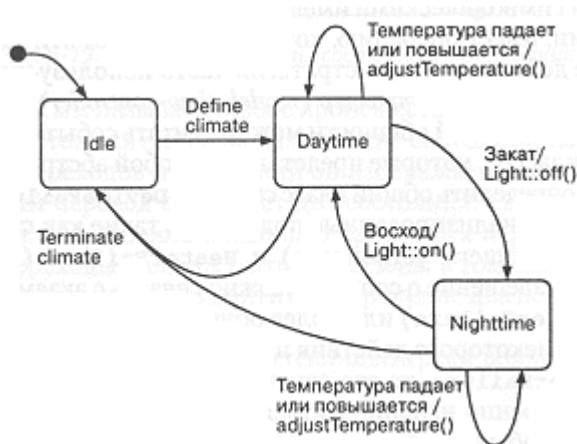 Температура падает
или повышается /
adjustTemperature()
Define
climate
Idle
Daytime
Закат/
Light::off()
Восход/
Light::on()
Terminate
climate
Nighttime
Температура падает
или повышается /
adjustTemperature()